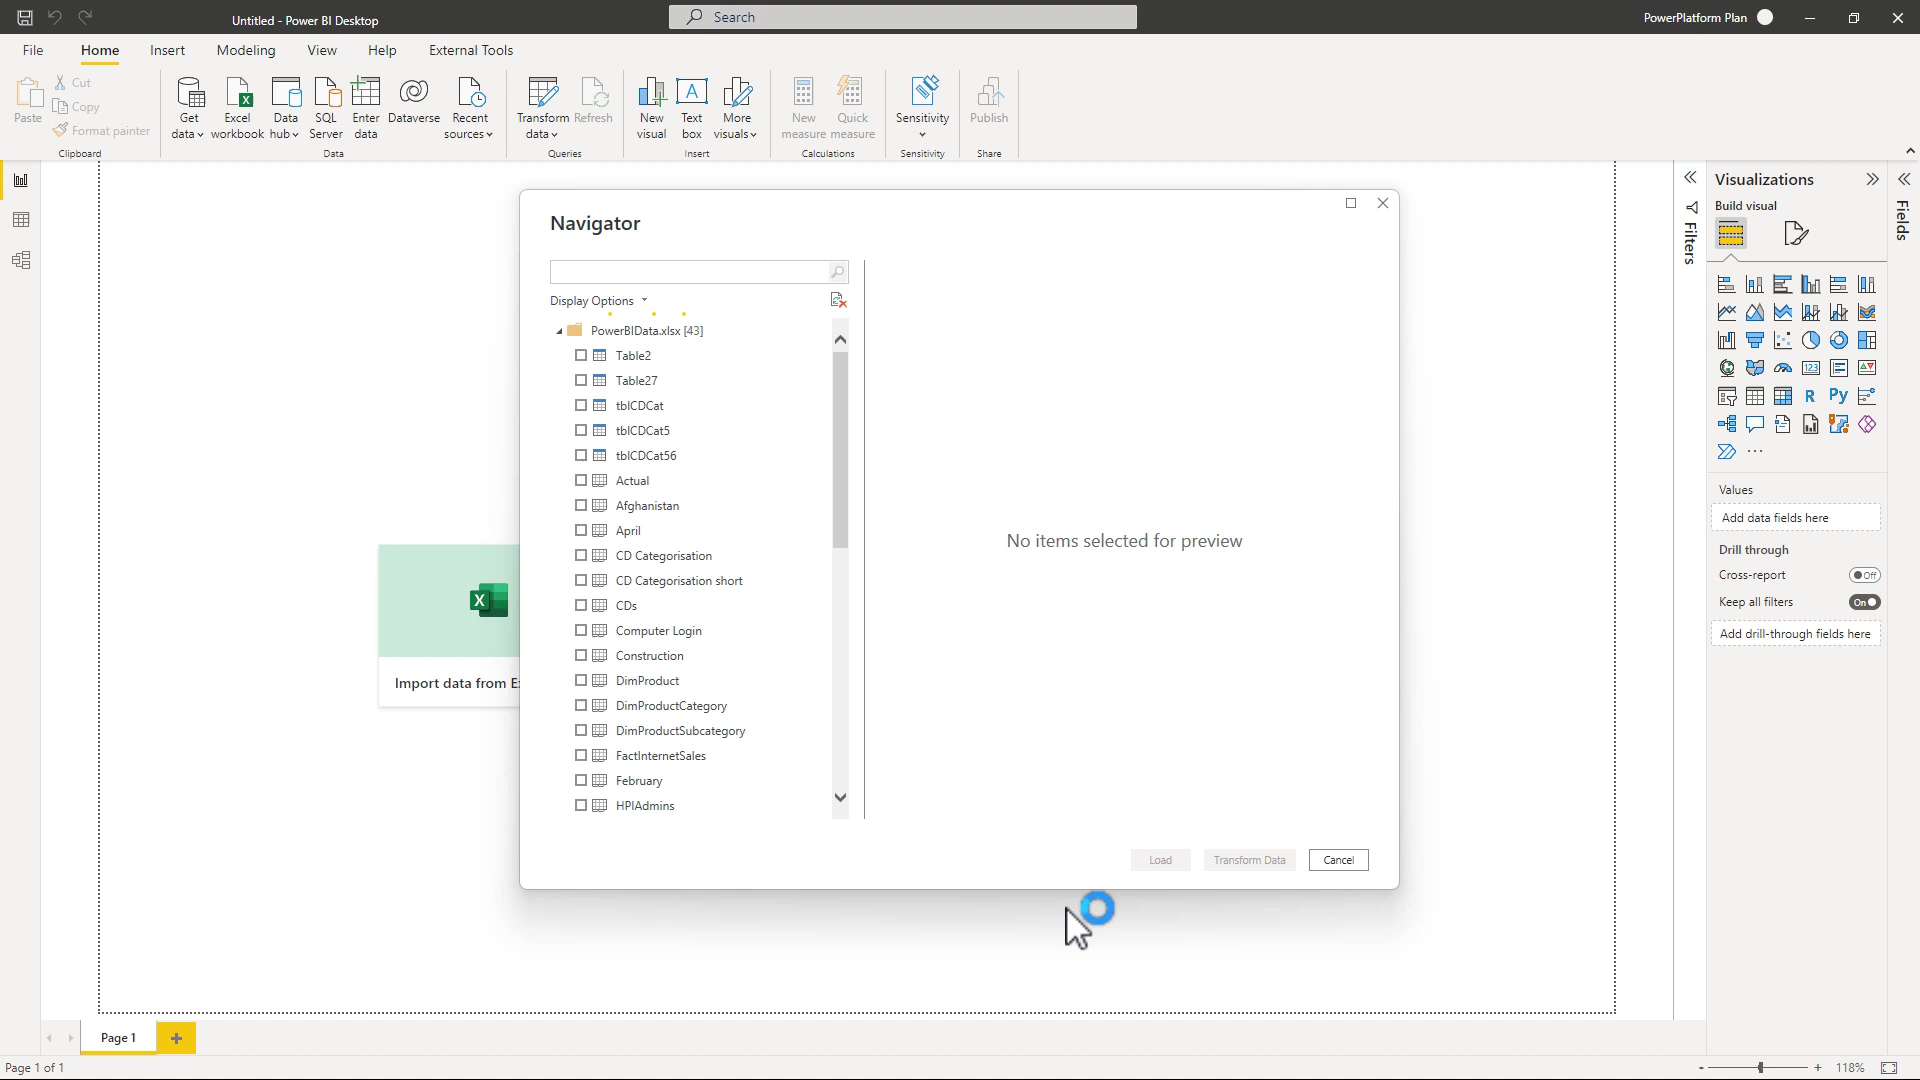 Untitled - Power BI Desktop
Search
PowerPlatform Plan
File
Home
Insert
Modeling
View
Help
External Tools
Paste
Cut
Copy
Format painter
Clipboard
Get data
Excel workbook
Data hub
SQL Server
Enter data
Dataverse
Recent sources
Data
Transform data
Refresh
Queries
New visual
Text box
More visuals
Insert
New measure
Quick measure
Calculations
Sensitivity
Sensitivity
Publish
Share
Navigator
Display Options
PowerBIData.xlsx [43]
Table2
Table27
tblCDCat
tblCDCat5
tblCDCat56
Actual
Afghanistan
April
CD Categorisation
CD Categorisation short
CDs
Computer Login
Construction
DimProduct
DimProductCategory
DimProductSubcategory
FactInternetSales
February
HPIAdmins
No items selected for preview
Load
Transform Data
Cancel
Import data from E
Filters
Visualizations
Build visual
123
R
Py
Values
Add data fields here
Drill through
Cross-report
Off
Keep all filters
On
Add drill-through fields here
Fields
Page 1
Page 1 of 1
118%